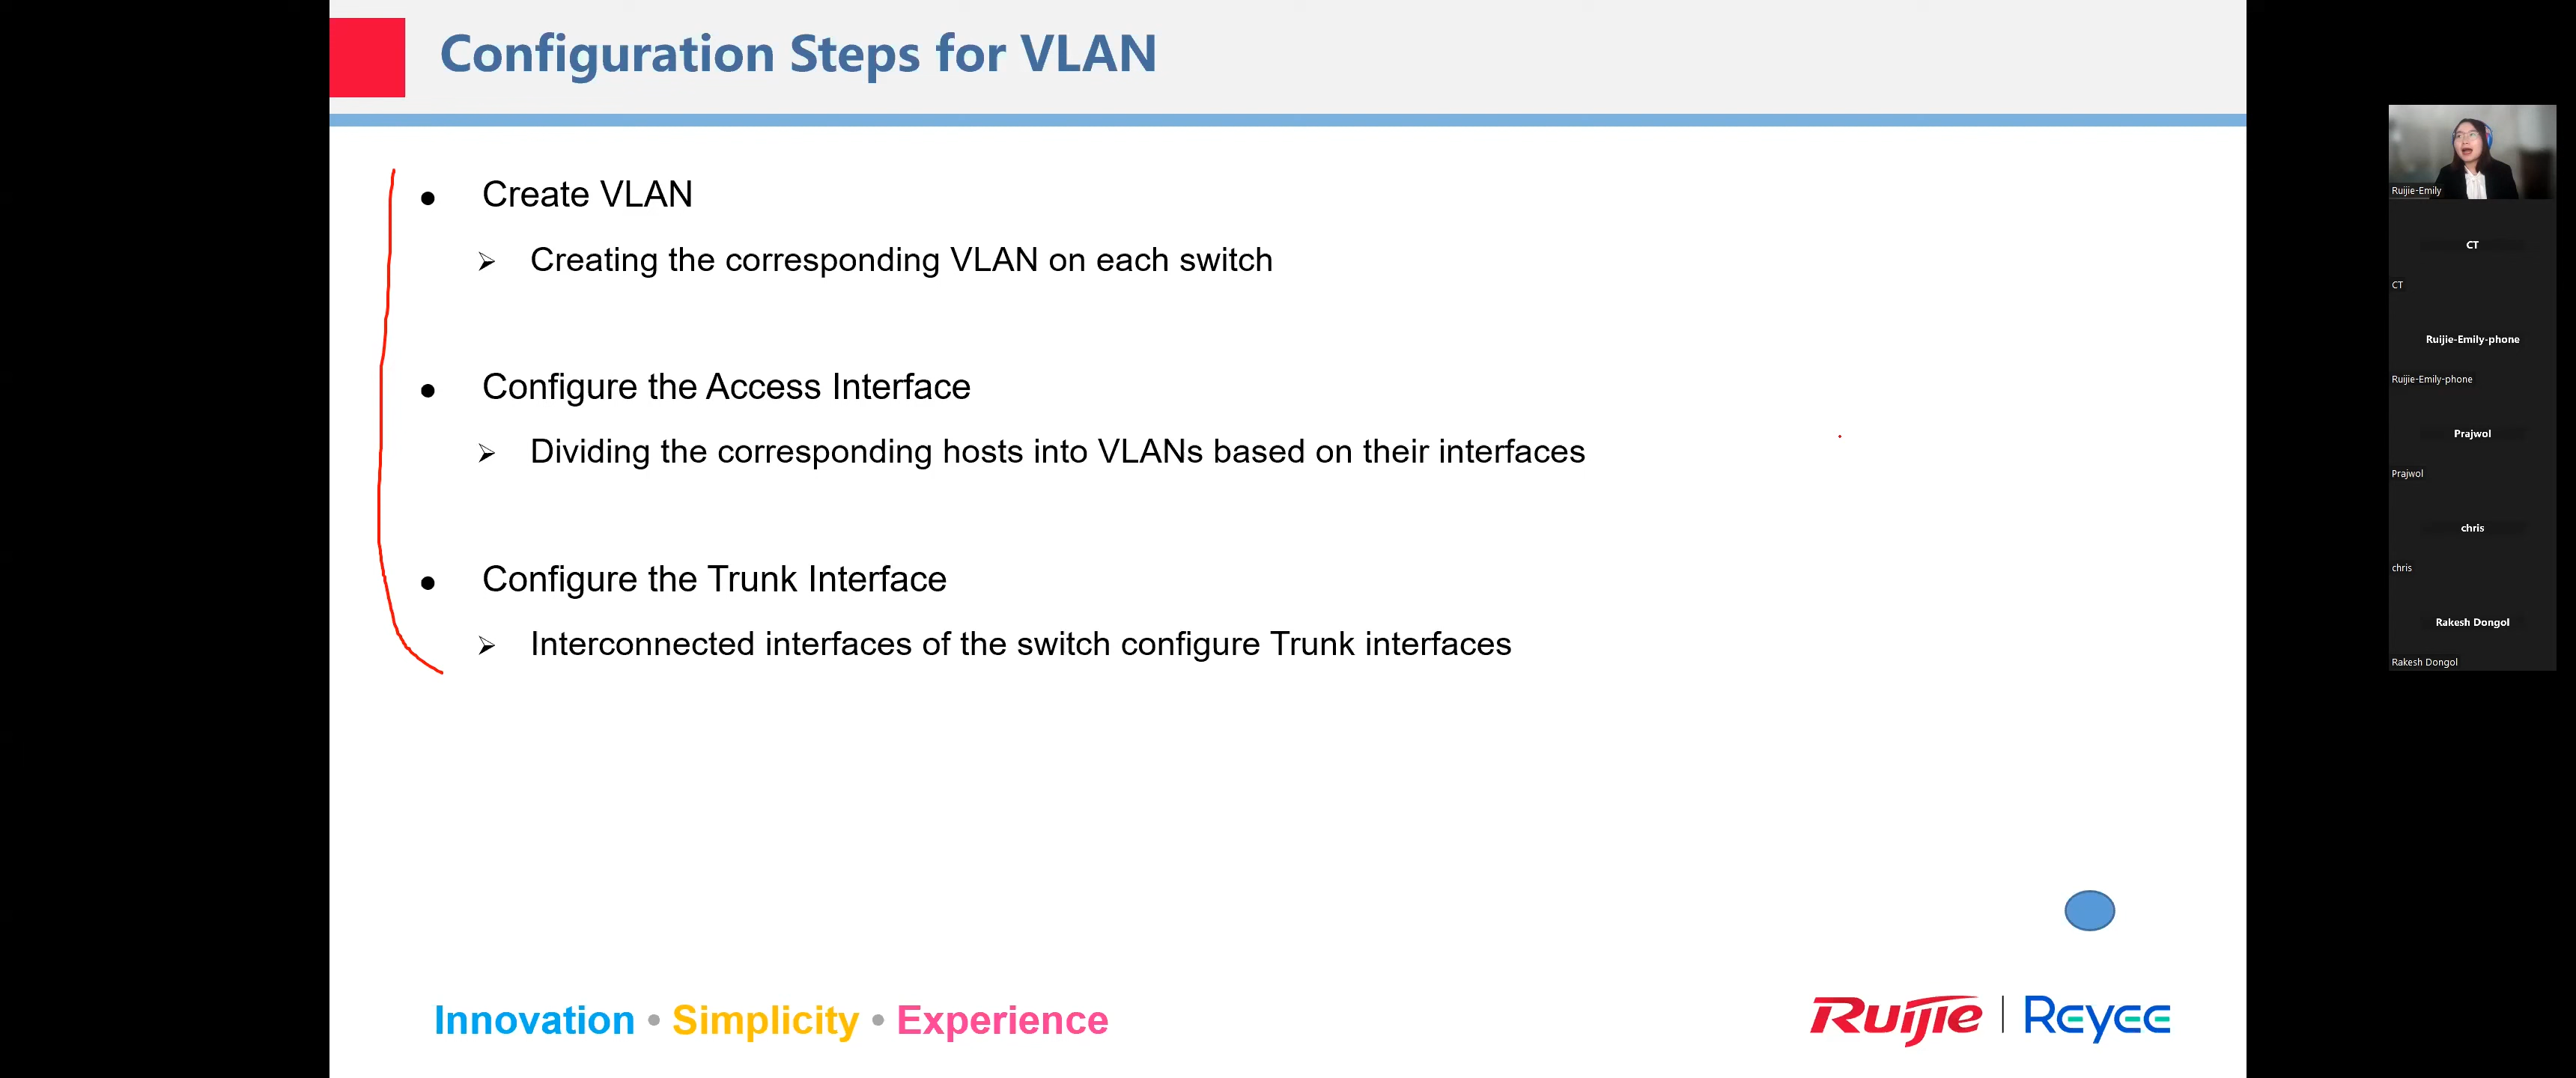 Configuration Steps for VLAN
● Create VLAN
➢ Creating the corresponding VLAN on each switch
● Configure the Access Interface
➢ Dividing the corresponding hosts into VLANs based on their interfaces
● Configure the Trunk Interface
➢ Interconnected interfaces of the switch configure Trunk interfaces
Innovation • Simplicity • Experience
Ruijie | Reyee
Ruijie-Emily
CT
CT
Ruijie-Emily-phone
Ruijie-Emily-phone
Prajwol
Prajwol
chris
chris
Rakesh Dongol
Rakesh Dongol